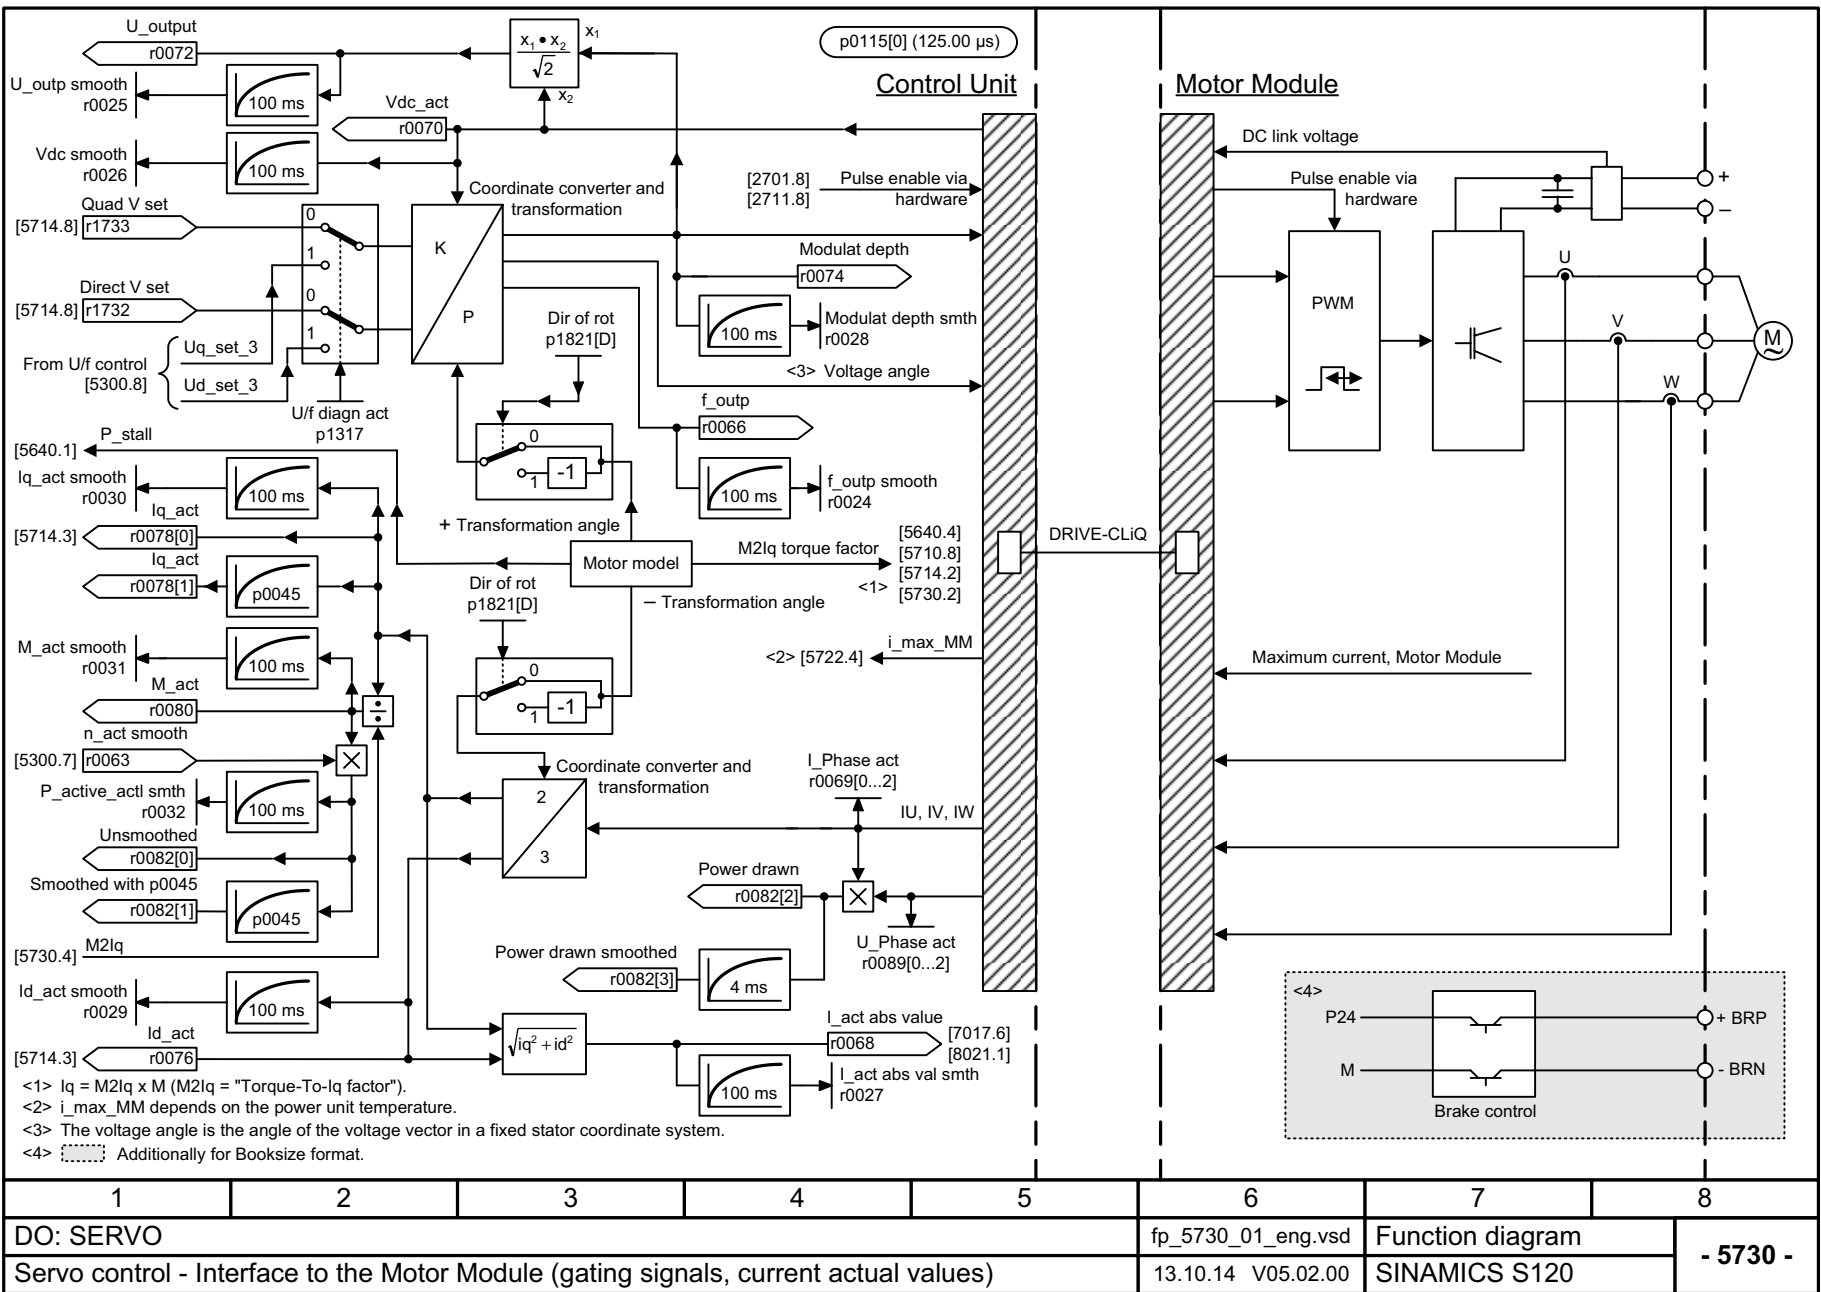 U_output
r0072
x₁ • x₂
√2
x₁
x₂
p0115[0] (125.00 µs)
Control Unit
Motor Module
U_outp smooth
r0025
100 ms
Vdc_act
r0070
DC link voltage
Vdc smooth
r0026
100 ms
Coordinate converter and
transformation
[2701.8]
[2711.8]
Pulse enable via
hardware
Pulse enable via
hardware
+
–
Quad V set
[5714.8]
r1733
0
1
K
P
Modulat depth
r0074
U
Direct V set
[5714.8]
r1732
0
1
Dir of rot
p1821[D]
100 ms
Modulat depth smth
r0028
PWM
V
M
~
From U/f control
[5300.8]
Uq_set_3
Ud_set_3
<3> Voltage angle
W
U/f diagn act
p1317
f_outp
r0066
P_stall
[5640.1]
0
1
-1
Iq_act smooth
r0030
100 ms
100 ms
f_outp smooth
r0024
Iq_act
[5714.3]
r0078[0]
+ Transformation angle
Motor model
M2Iq torque factor
[5640.4]
[5710.8]
[5714.2]
<1>
[5730.2]
DRIVE-CLiQ
Iq_act
r0078[1]
p0045
Dir of rot
p1821[D]
– Transformation angle
M_act smooth
r0031
100 ms
i_max_MM
<2> [5722.4]
Maximum current, Motor Module
0
1
-1
M_act
r0080
÷
n_act smooth
[5300.7]
r0063
×
P_active_actl smth
r0032
100 ms
Coordinate converter and
transformation
2
3
I_Phase act
r0069[0...2]
IU, IV, IW
Unsmoothed
r0082[0]
Smoothed with p0045
r0082[1]
p0045
Power drawn
r0082[2]
×
U_Phase act
r0089[0...2]
M2Iq
[5730.4]
Power drawn smoothed
r0082[3]
4 ms
Id_act smooth
r0029
100 ms
<4>
P24
+ BRP
M
- BRN
Brake control
Id_act
[5714.3]
r0076
√iq² + id²
I_act abs value
r0068
[7017.6]
[8021.1]
100 ms
I_act abs val smth
r0027
<1> Iq = M2Iq x M (M2Iq = "Torque-To-Iq factor").
<2> i_max_MM depends on the power unit temperature.
<3> The voltage angle is the angle of the voltage vector in a fixed stator coordinate system.
<4> Additionally for Booksize format.
1 2 3 4 5 6 7 8
DO: SERVO
fp_5730_01_eng.vsd
Function diagram
- 5730 -
Servo control - Interface to the Motor Module (gating signals, current actual values)
13.10.14 V05.02.00
SINAMICS S120